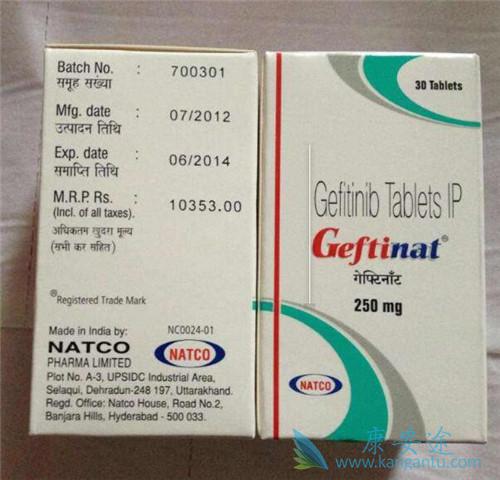 Batch No. : 700301
समूह संख्या
Mfg. date : 07/2012
उत्पादन तिथि
Exp. date : 06/2014
समाप्ति तिथि
M.R.P. Rs. : 10353.00
(Incl. of all taxes).
अधिकतम खुदरा मूल्य
(सभी कर सहित)
®Registered Trade Mark
Made in India by: NC0024-01
NATCO NATCO
PHARMA LIMITED
Plot No. A-3, UPSIDC Industrial Area,
Selaqui, Dehradun-248 197, Uttarakhand.
Regd. Office: Natco House, Road No.2,
Banjara Hills, Hyderabad - 500 033.
30 Tablets
Gefitinib Tablets IP
Geftinat®
गेफ्टिनॉट
250 mg
NATCO
康安途
www.kangantu.com